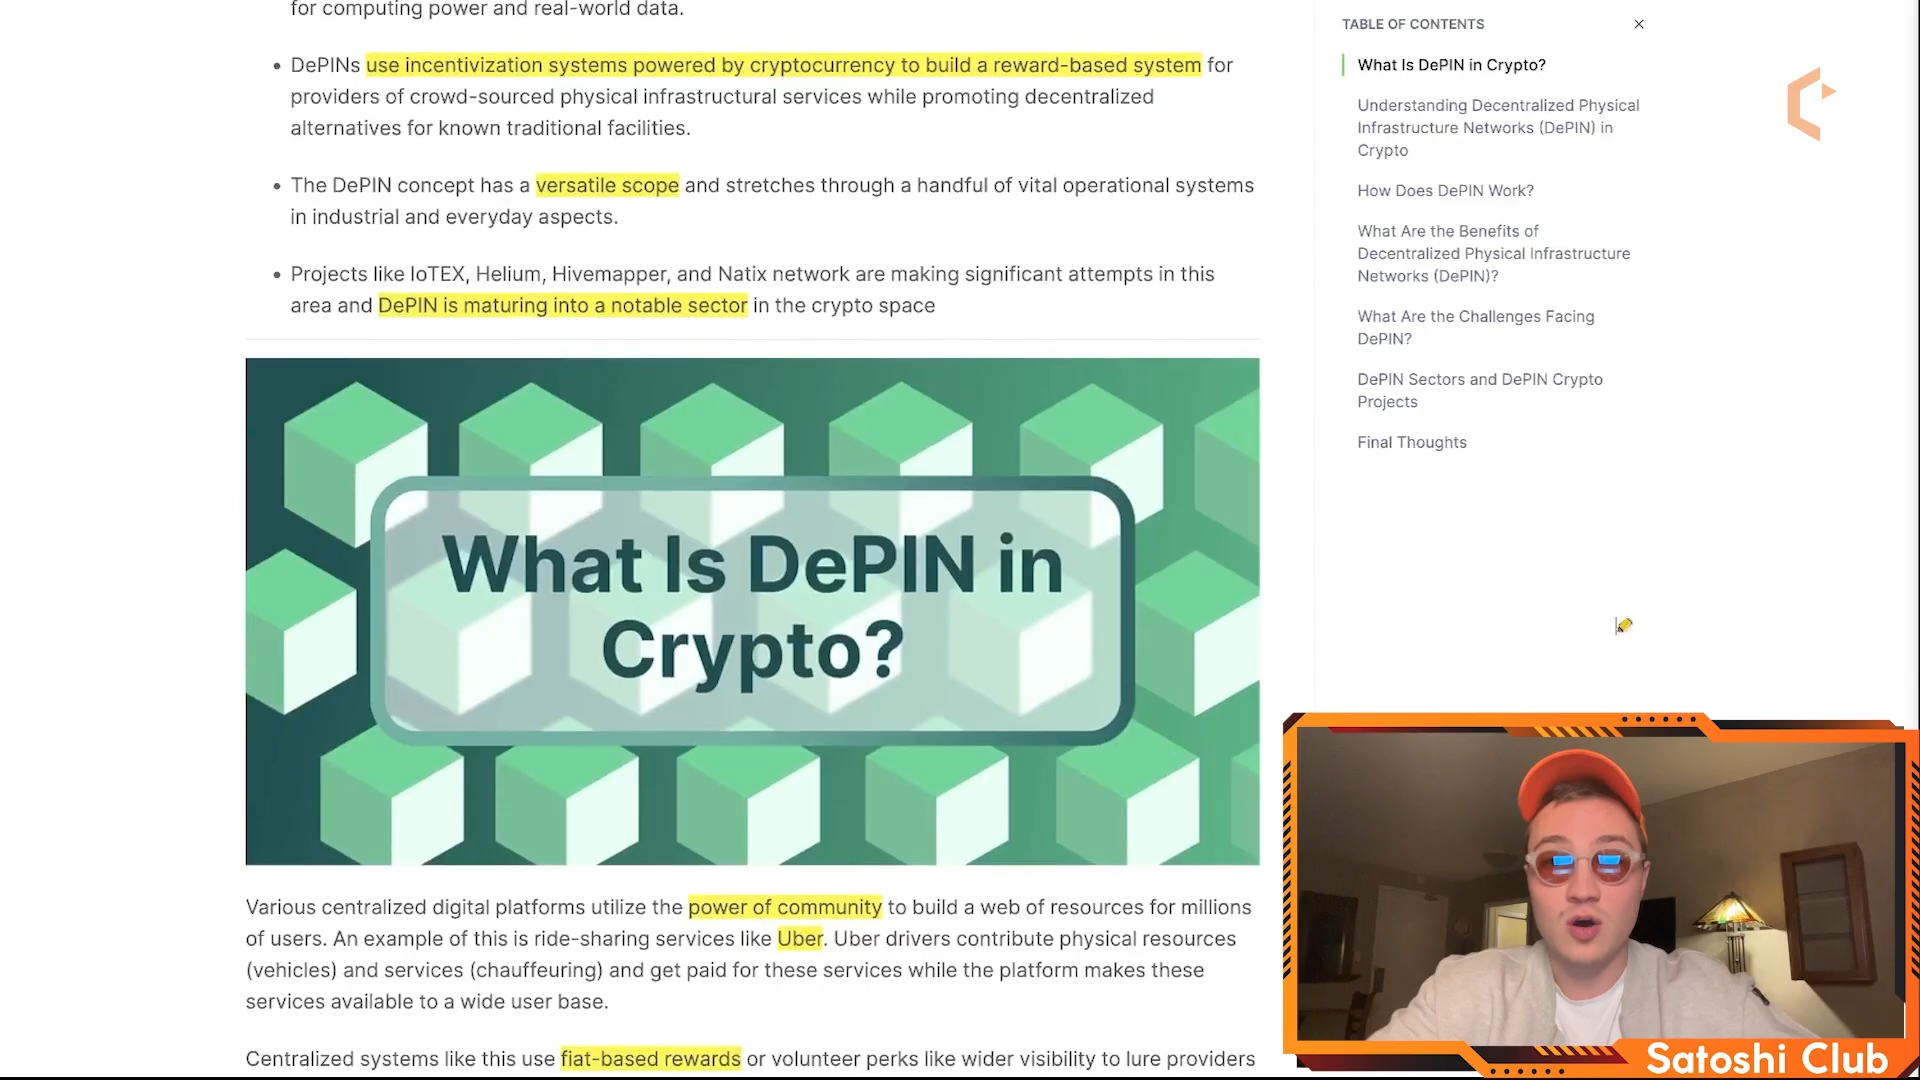 for computing power and real-world data.
• DePINs use incentivization systems powered by cryptocurrency to build a reward-based system for
providers of crowd-sourced physical infrastructural services while promoting decentralized
alternatives for known traditional facilities.
• The DePIN concept has a versatile scope and stretches through a handful of vital operational systems
in industrial and everyday aspects.
• Projects like IoTEX, Helium, Hivemapper, and Natix network are making significant attempts in this
area and DePIN is maturing into a notable sector in the crypto space
What Is DePIN in
Crypto?
Various centralized digital platforms utilize the power of community to build a web of resources for millions
of users. An example of this is ride-sharing services like Uber. Uber drivers contribute physical resources
(vehicles) and services (chauffeuring) and get paid for these services while the platform makes these
services available to a wide user base.
Centralized systems like this use fiat-based rewards or volunteer perks like wider visibility to lure providers
TABLE OF CONTENTS
What Is DePIN in Crypto?
Understanding Decentralized Physical
Infrastructure Networks (DePIN) in
Crypto
How Does DePIN Work?
What Are the Benefits of
Decentralized Physical Infrastructure
Networks (DePIN)?
What Are the Challenges Facing
DePIN?
DePIN Sectors and DePIN Crypto
Projects
Final Thoughts
Satoshi Club